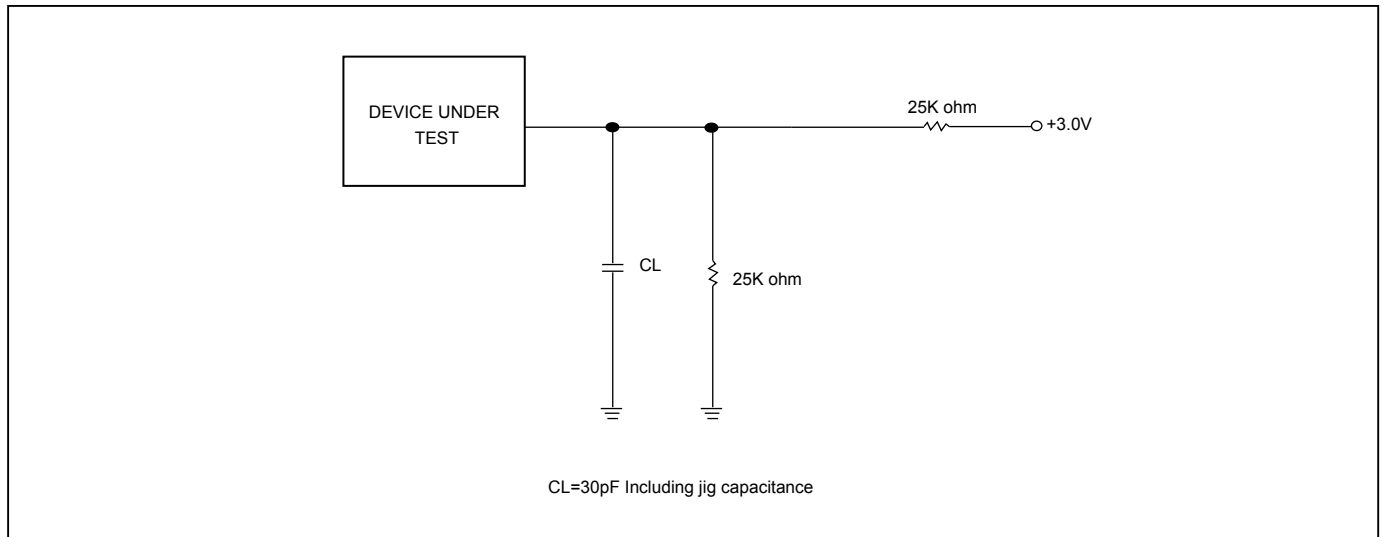 DEVICE UNDER
TEST
25K ohm
+3.0V
CL
25K ohm
CL=30pF Including jig capacitance